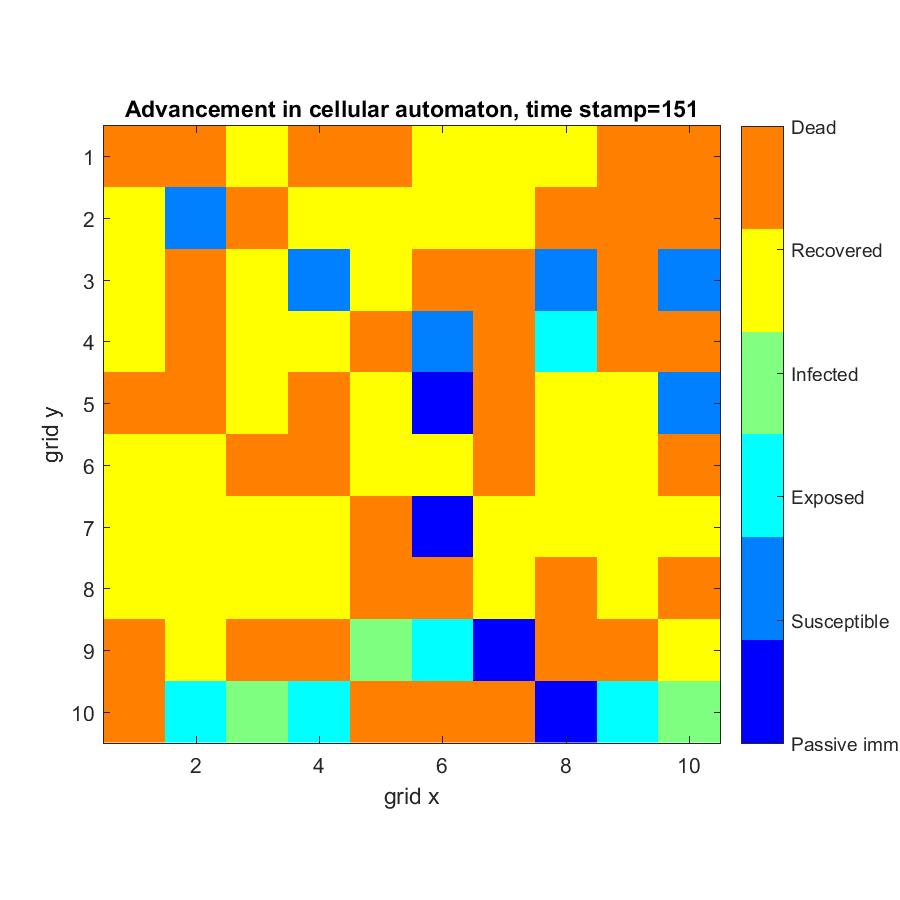 Advancement in cellular automaton, time stamp=151
Dead
1
2
Recovered
3
4
Infected
5
grid y
6
Exposed
7
8
Susceptible
9
10
Passive imm
2 4 6 8 10
grid x